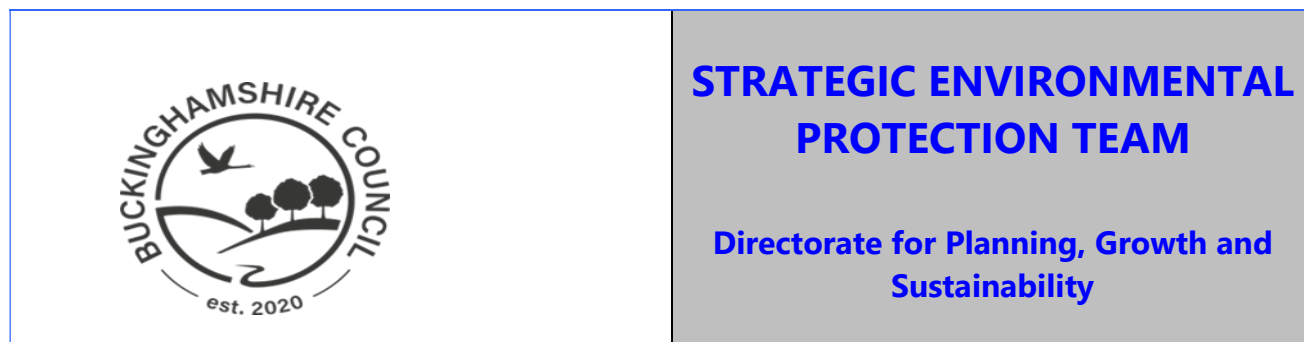 BUCKINGHAMSHIRE COUNCIL
est. 2020
STRATEGIC ENVIRONMENTAL
PROTECTION TEAM
Directorate for Planning, Growth and
Sustainability